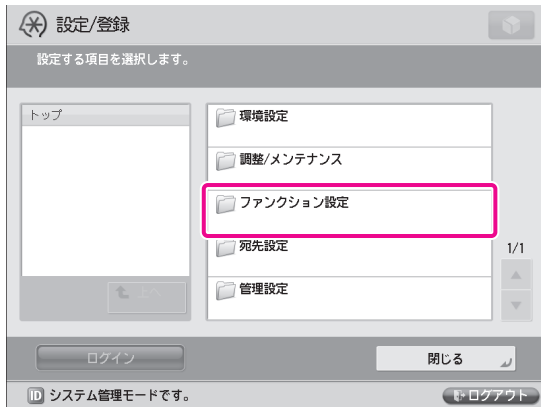 設定/登録
設定する項目を選択します。
トップ
環境設定
調整/メンテナンス
ファンクション設定
宛先設定
管理設定
1/1
上へ
ログイン
閉じる
ID システム管理モードです。
ログアウト